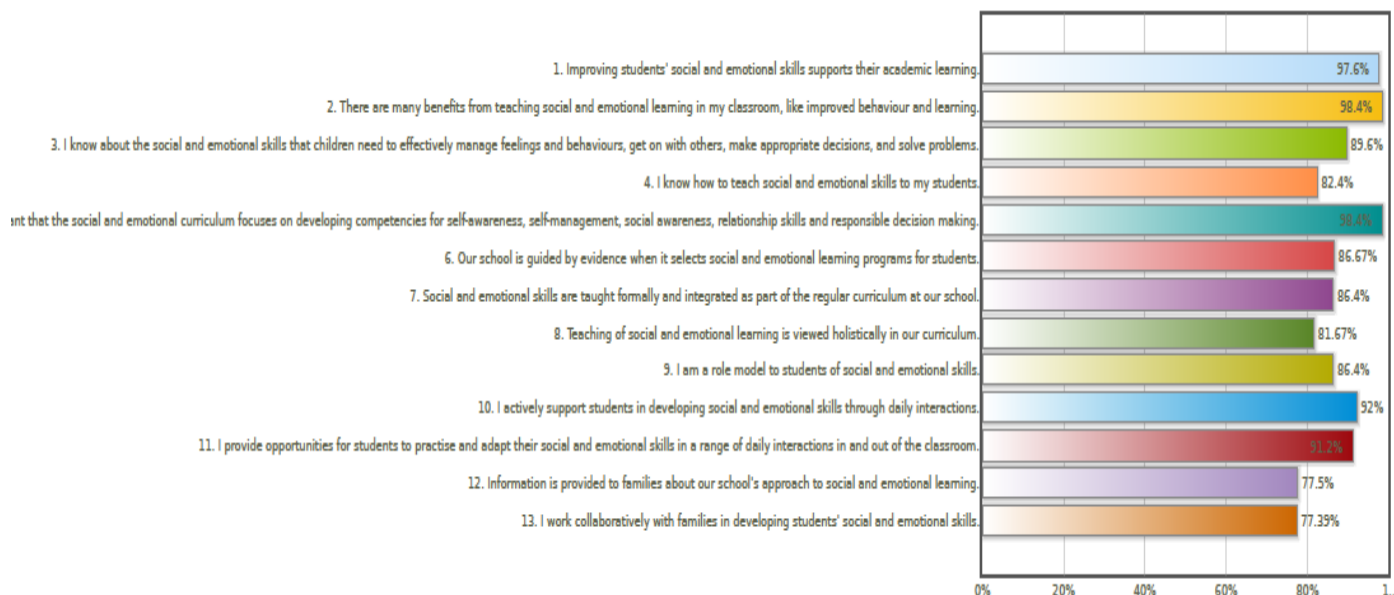 1. Improving students' social and emotional skills supports their academic learning. 97.6%
2. There are many benefits from teaching social and emotional learning in my classroom, like improved behaviour and learning. 98.4%
3. I know about the social and emotional skills that children need to effectively manage feelings and behaviours, get on with others, make appropriate decisions, and solve problems. 89.6%
4. I know how to teach social and emotional skills to my students. 82.4%
ant that the social and emotional curriculum focuses on developing competencies for self-awareness, self-management, social awareness, relationship skills and responsible decision making. 98.4%
6. Our school is guided by evidence when it selects social and emotional learning programs for students. 86.67%
7. Social and emotional skills are taught formally and integrated as part of the regular curriculum at our school. 86.4%
8. Teaching of social and emotional learning is viewed holistically in our curriculum. 81.67%
9. I am a role model to students of social and emotional skills. 86.4%
10. I actively support students in developing social and emotional skills through daily interactions. 92%
11. I provide opportunities for students to practise and adapt their social and emotional skills in a range of daily interactions in and out of the classroom. 91.2%
12. Information is provided to families about our school's approach to social and emotional learning. 77.5%
13. I work collaboratively with families in developing students' social and emotional skills. 77.39%
0% 20% 40% 60% 80% 1..